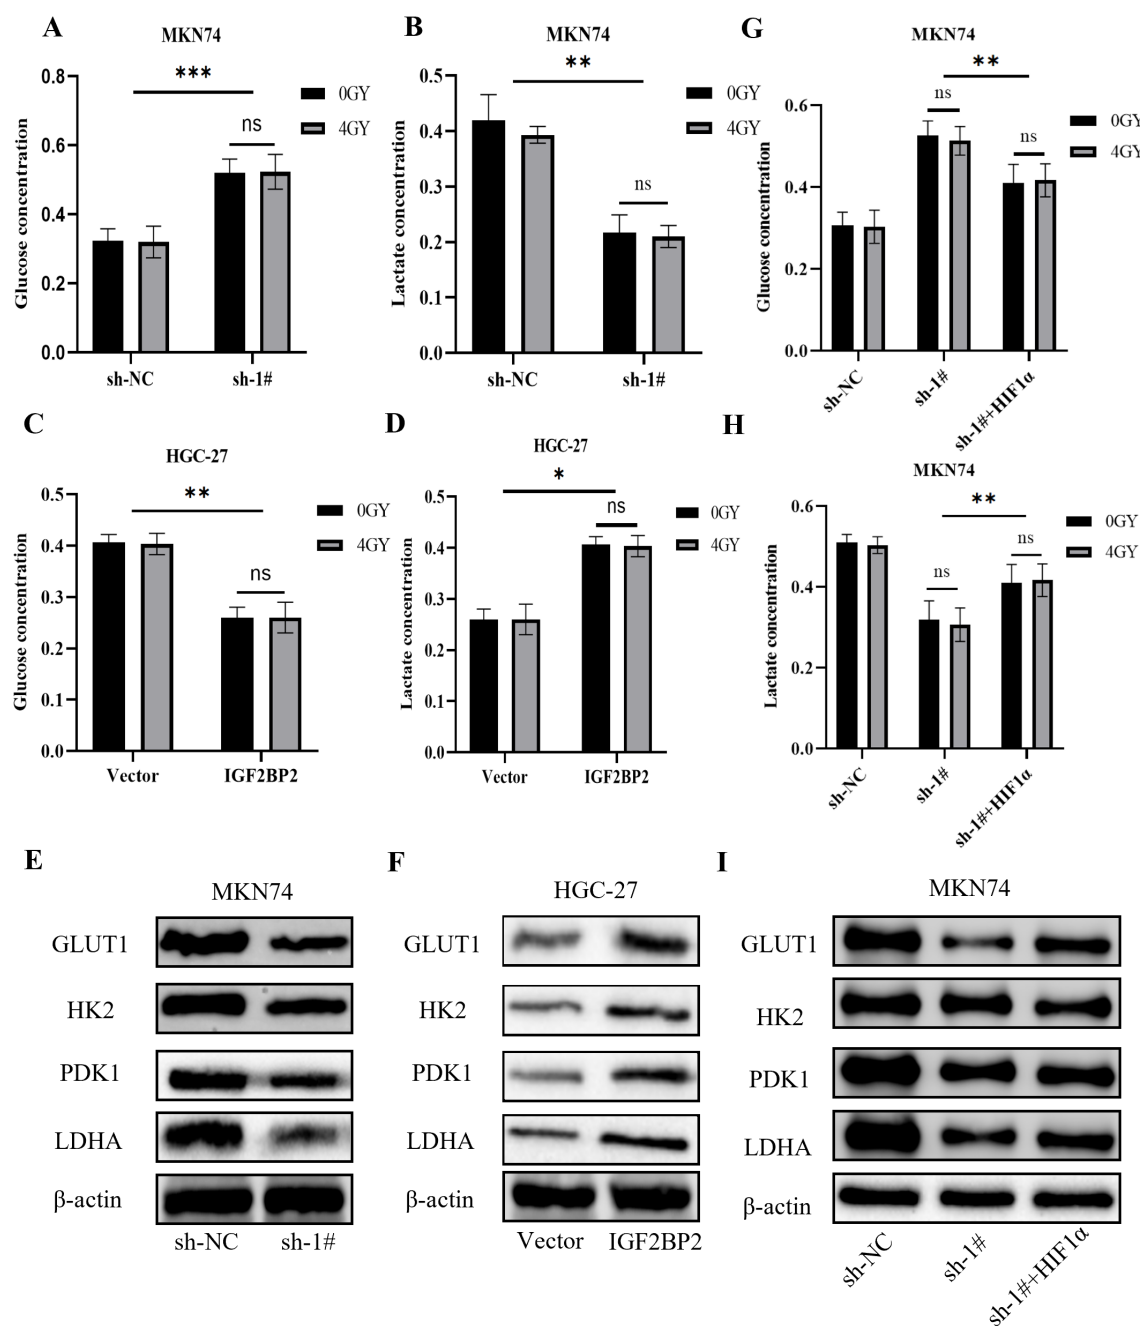 A
MKN74
Glucose concentration
0.8
0.6
0.4
0.2
0.0
***
ns
0GY
4GY
sh-NC
sh-1#
B
MKN74
Lactate concentration
0.5
0.4
0.3
0.2
0.1
0.0
**
ns
0GY
4GY
sh-NC
sh-1#
G
MKN74
Glucose concentration
0.6
0.4
0.2
0.0
**
ns
ns
0GY
4GY
sh-NC
sh-1#
sh-1#+HIF1α
C
HGC-27
Glucose concentration
0.5
0.4
0.3
0.2
0.1
0.0
**
ns
0GY
4GY
Vector
IGF2BP2
D
HGC-27
Lactate concentration
0.5
0.4
0.3
0.2
0.1
0.0
*
ns
0GY
4GY
Vector
IGF2BP2
H
MKN74
Lactate concentration
0.6
0.4
0.2
0.0
**
ns
ns
0GY
4GY
sh-NC
sh-1#
sh-1#+HIF1α
E
MKN74
GLUT1
HK2
PDK1
LDHA
β-actin
sh-NC
sh-1#
F
HGC-27
GLUT1
HK2
PDK1
LDHA
β-actin
Vector
IGF2BP2
I
MKN74
GLUT1
HK2
PDK1
LDHA
β-actin
sh-NC
sh-1#
sh-1#+HIF1α